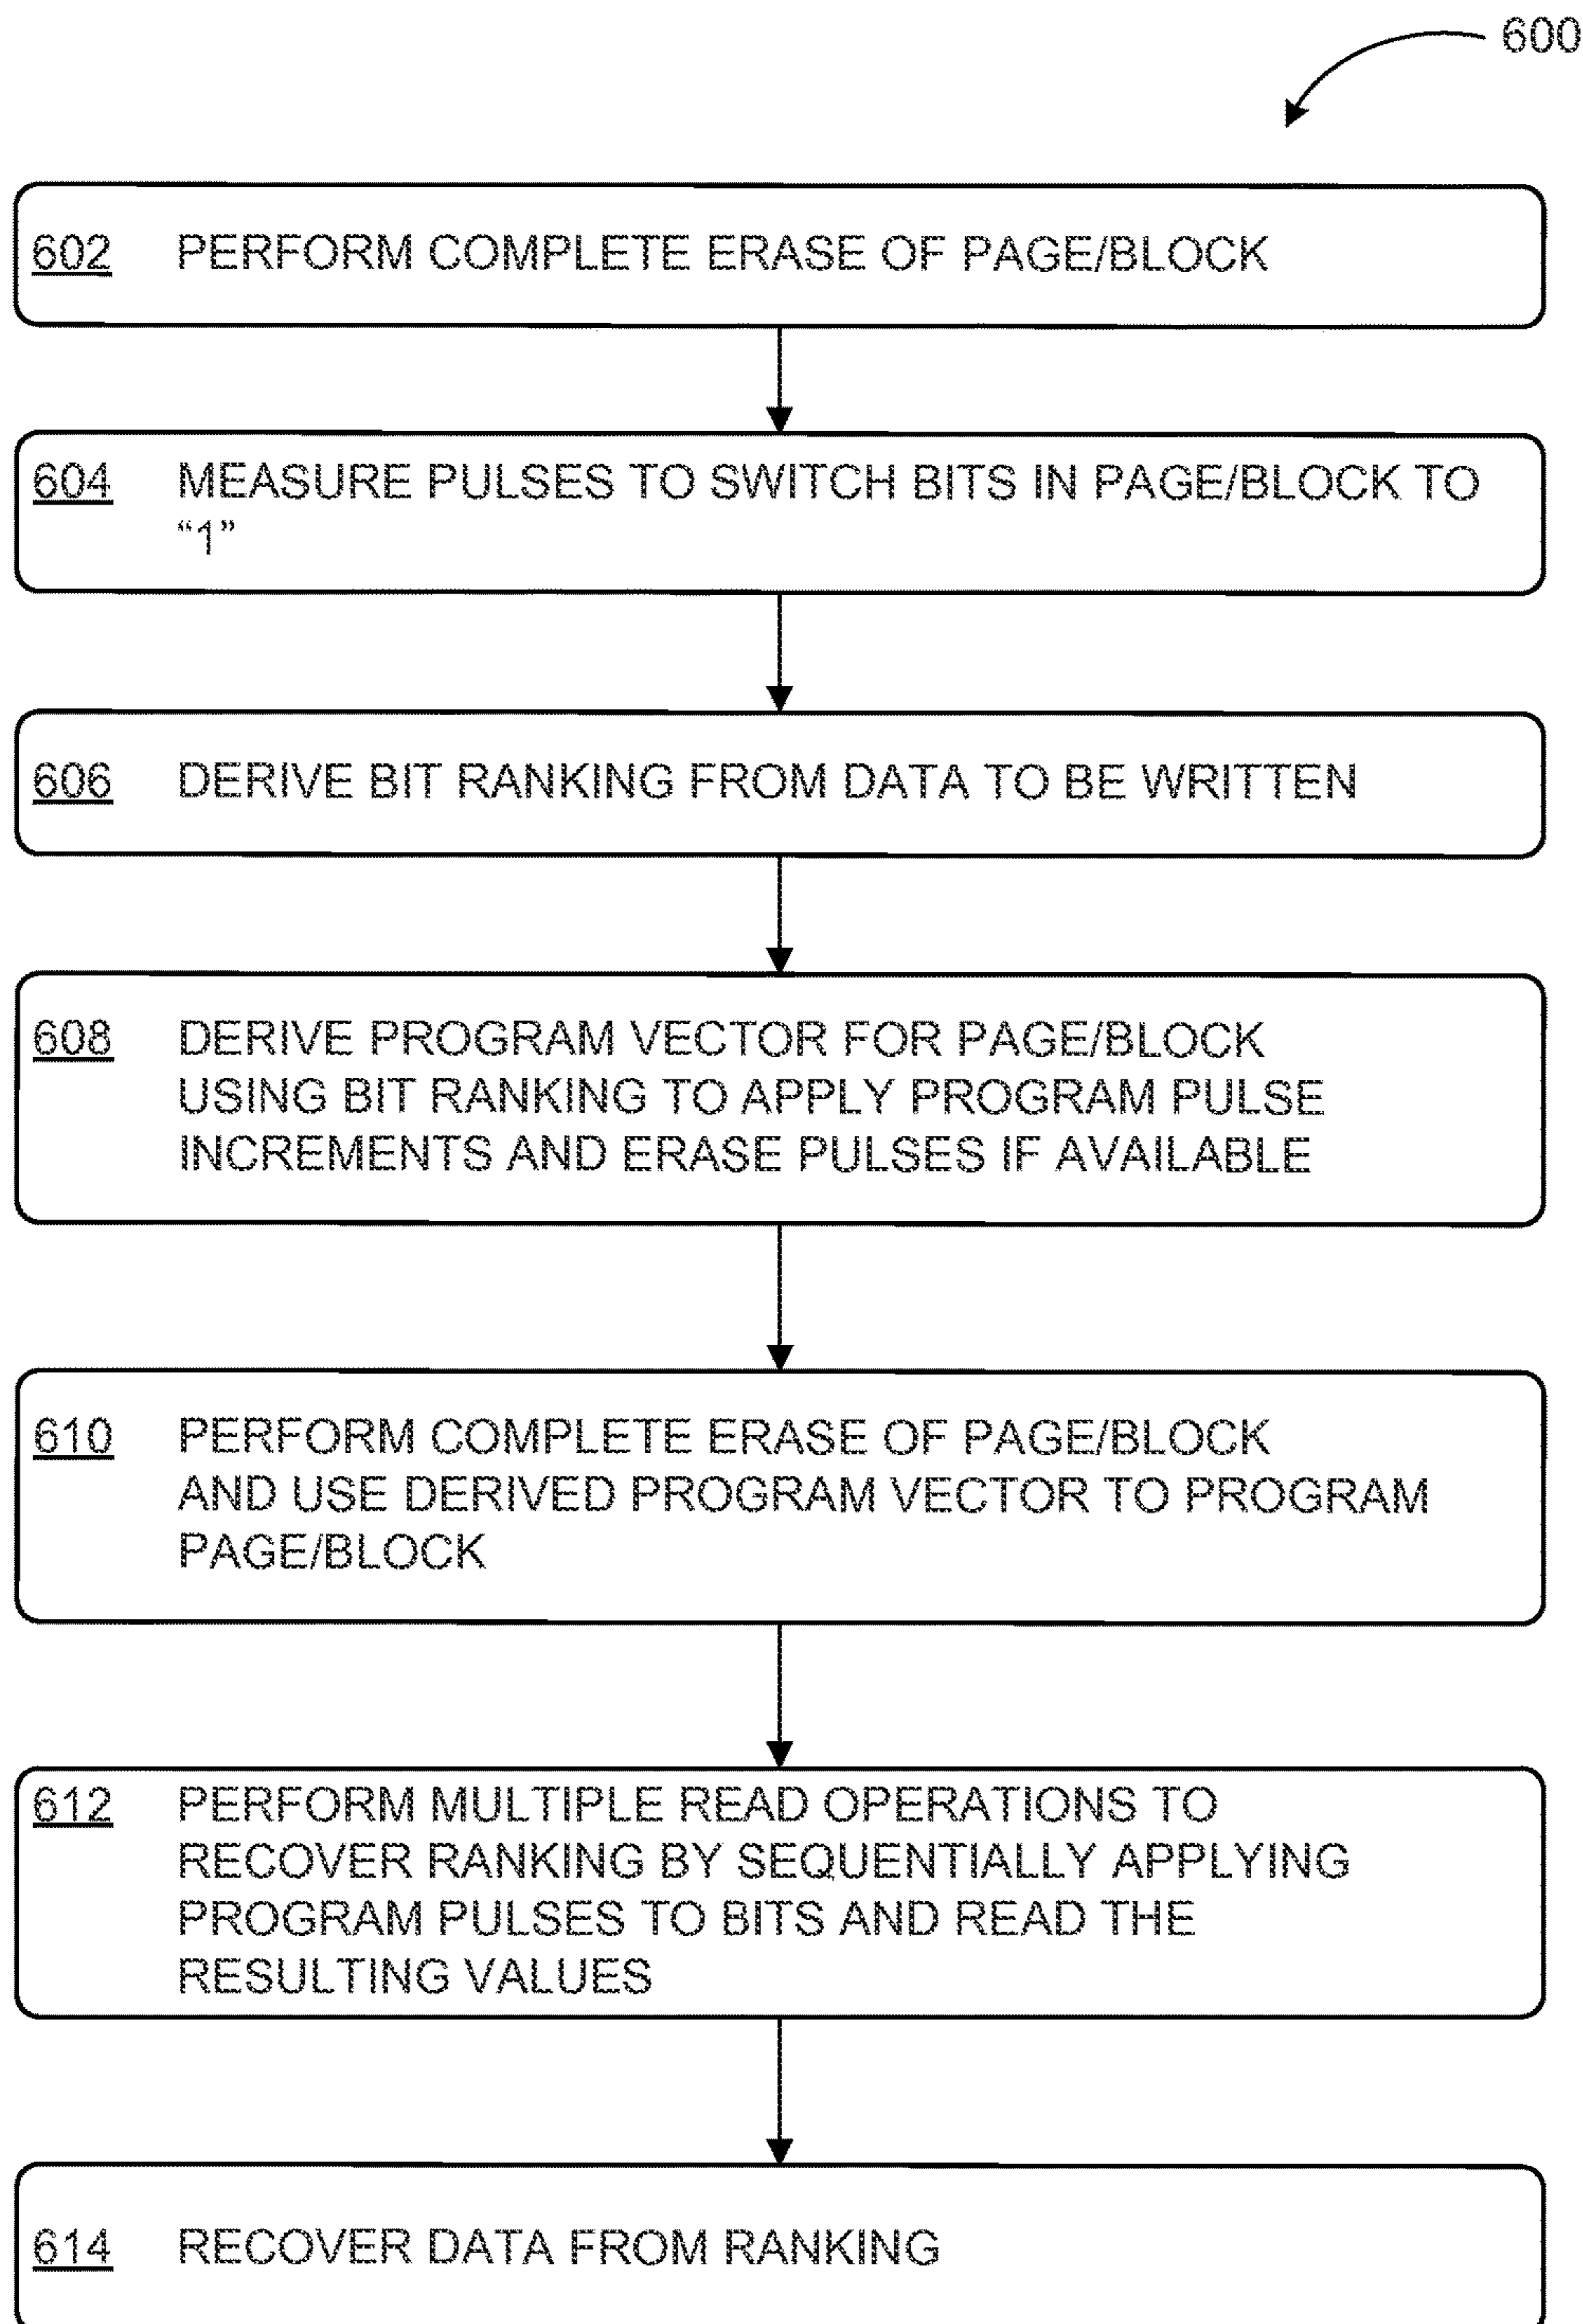 600
602 PERFORM COMPLETE ERASE OF PAGE/BLOCK
604 MEASURE PULSES TO SWITCH BITS IN PAGE/BLOCK TO
“1”
606 DERIVE BIT RANKING FROM DATA TO BE WRITTEN
608 DERIVE PROGRAM VECTOR FOR PAGE/BLOCK
USING BIT RANKING TO APPLY PROGRAM PULSE
INCREMENTS AND ERASE PULSES IF AVAILABLE
610 PERFORM COMPLETE ERASE OF PAGE/BLOCK
AND USE DERIVED PROGRAM VECTOR TO PROGRAM
PAGE/BLOCK
612 PERFORM MULTIPLE READ OPERATIONS TO
RECOVER RANKING BY SEQUENTIALLY APPLYING
PROGRAM PULSES TO BITS AND READ THE
RESULTING VALUES
614 RECOVER DATA FROM RANKING